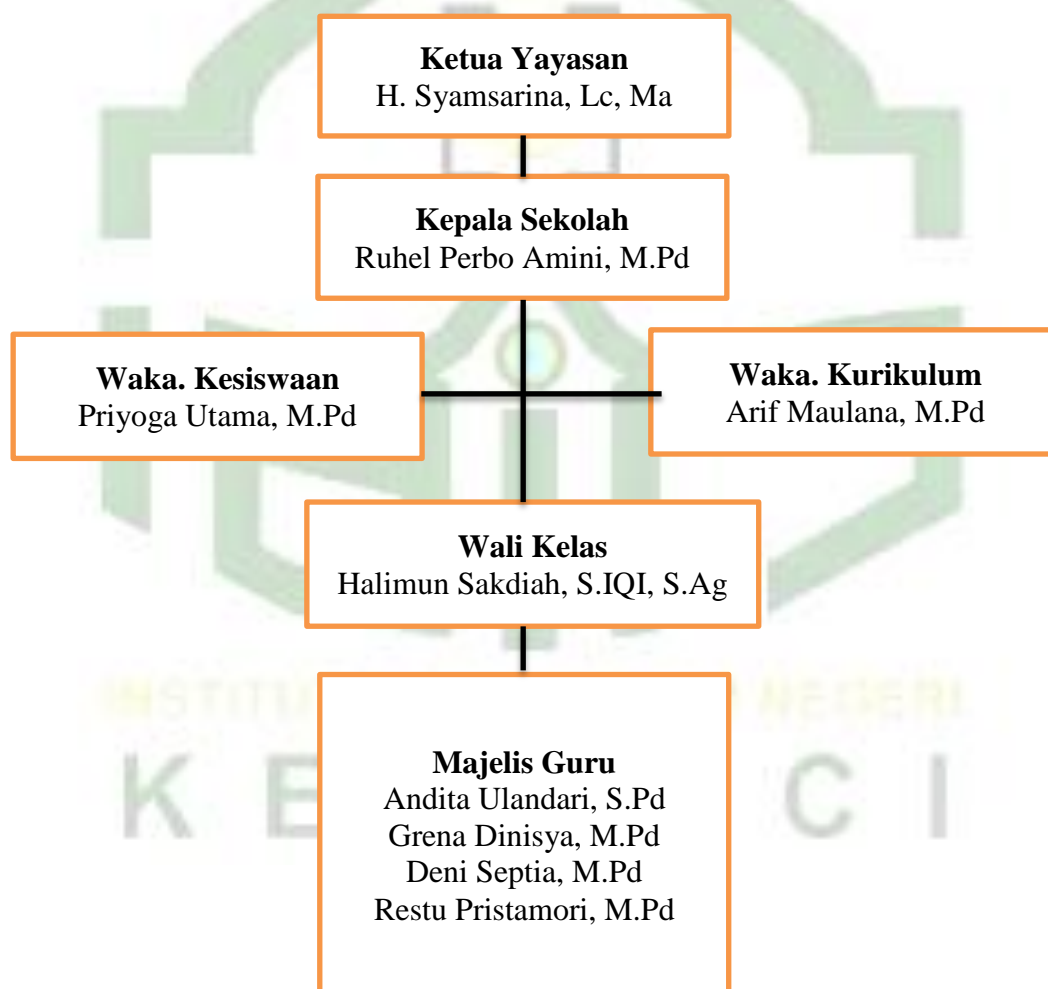 Ketua Yayasan
H. Syamsarina, Lc, Ma
Kepala Sekolah
Ruhel Perbo Amini, M.Pd
Waka. Kesiswaan
Priyoga Utama, M.Pd
Waka. Kurikulum
Arif Maulana, M.Pd
Wali Kelas
Halimun Sakdiah, S.IQI, S.Ag
INSTITU NEGERI
K E C I
Majelis Guru
Andita Ulandari, S.Pd
Grena Dinisya, M.Pd
Deni Septia, M.Pd
Restu Pristamori, M.Pd